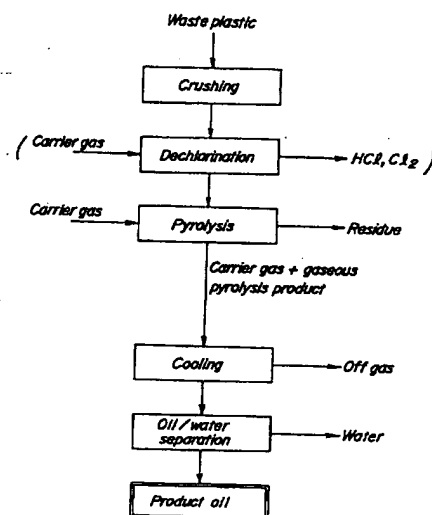 Waste plastic
Crushing
( Carrier gas
Dechlorination
HCl, Cl2 )
Carrier gas
Pyrolysis
Residue
Carrier gas + gaseous
pyrolysis product
Cooling
Off gas
Oil / water
separation
Water
Product oil